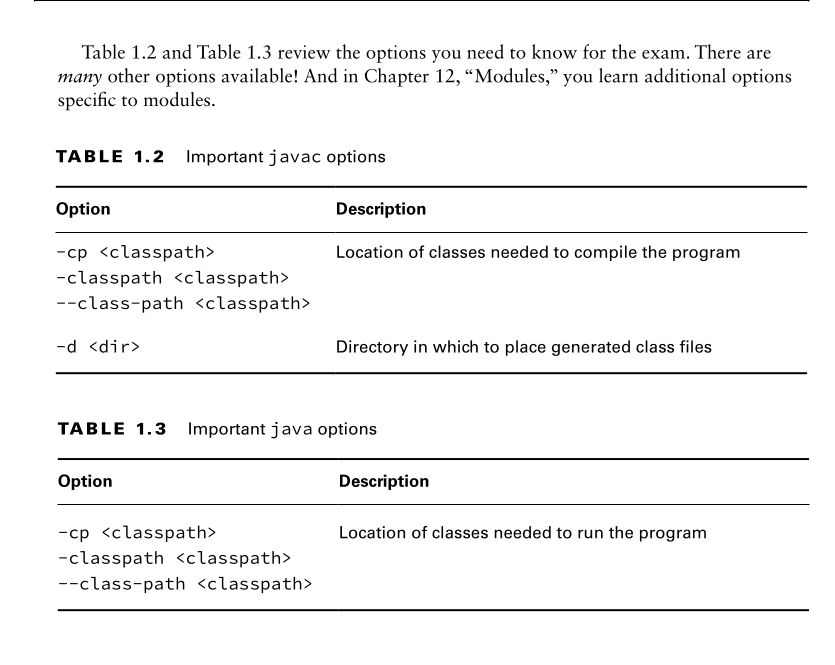 Table 1.2 and Table 1.3 review the options you need to know for the exam. There are
many other options available! And in Chapter 12, “Modules,” you learn additional options
specific to modules.
TABLE 1.2 Important javac options
Option Description
-cp <classpath> Location of classes needed to compile the program
-classpath <classpath>
--class-path <classpath>
-d <dir> Directory in which to place generated class files
TABLE 1.3 Important java options
Option Description
-cp <classpath> Location of classes needed to run the program
-classpath <classpath>
--class-path <classpath>